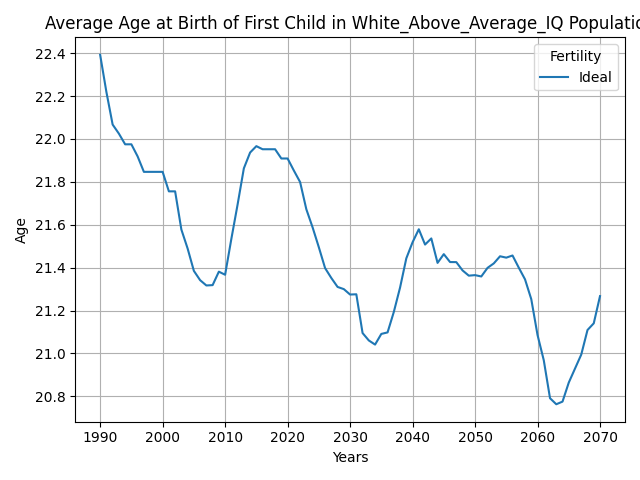 Average Age at Birth of First Child in White_Above_Average_IQ Populatio
Fertility
Ideal
22.4
22.2
22.0
21.8
21.6
21.4
21.2
21.0
20.8
Age
1990 2000 2010 2020 2030 2040 2050 2060 2070
Years